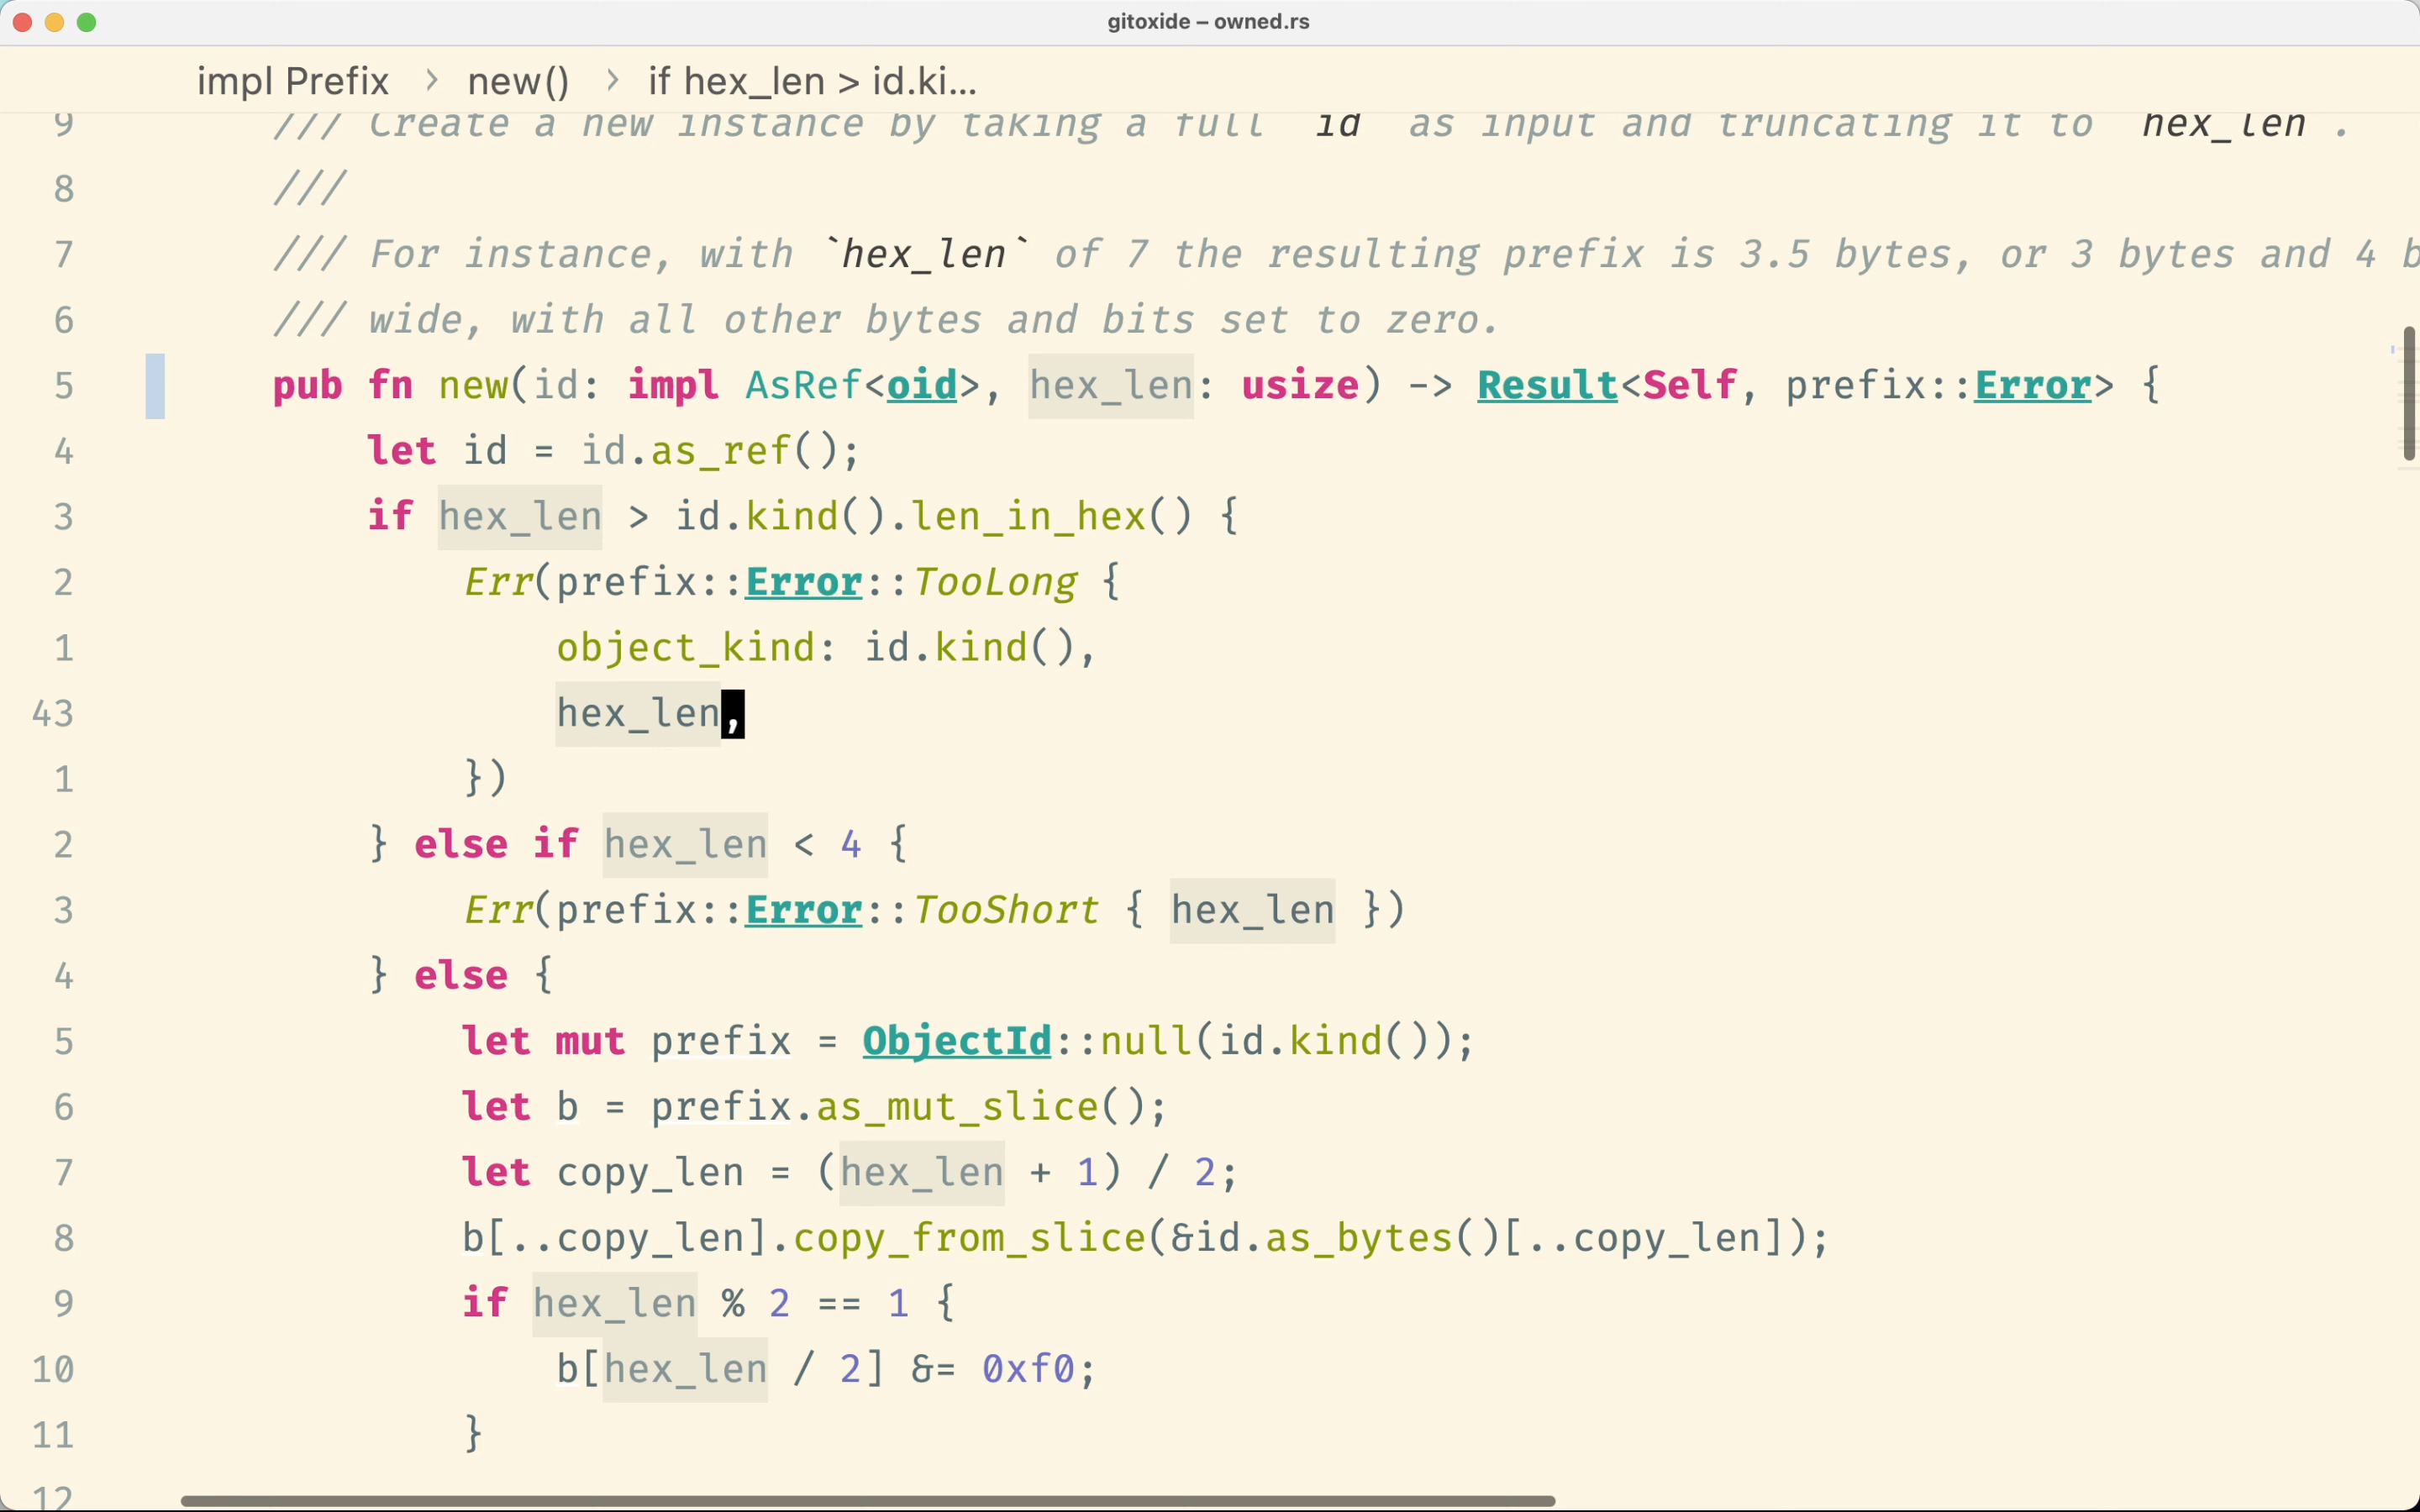 gitoxide – owned.rs
impl Prefix › new() › if hex_len > id.ki...
9 /// Create a new instance by taking a full `id` as input and truncating it to `hex_len`.
8 ///
7 /// For instance, with `hex_len` of 7 the resulting prefix is 3.5 bytes, or 3 bytes and 4 b
6 /// wide, with all other bytes and bits set to zero.
5 pub fn new(id: impl AsRef<oid>, hex_len: usize) -> Result<Self, prefix::Error> {
4 let id = id.as_ref();
3 if hex_len > id.kind().len_in_hex() {
2 Err(prefix::Error::TooLong {
1 object_kind: id.kind(),
43 hex_len,
1 })
2 } else if hex_len < 4 {
3 Err(prefix::Error::TooShort { hex_len })
4 } else {
5 let mut prefix = ObjectId::null(id.kind());
6 let b = prefix.as_mut_slice();
7 let copy_len = (hex_len + 1) / 2;
8 b[..copy_len].copy_from_slice(&id.as_bytes()[..copy_len]);
9 if hex_len % 2 == 1 {
10 b[hex_len / 2] &= 0xf0;
11 }
12